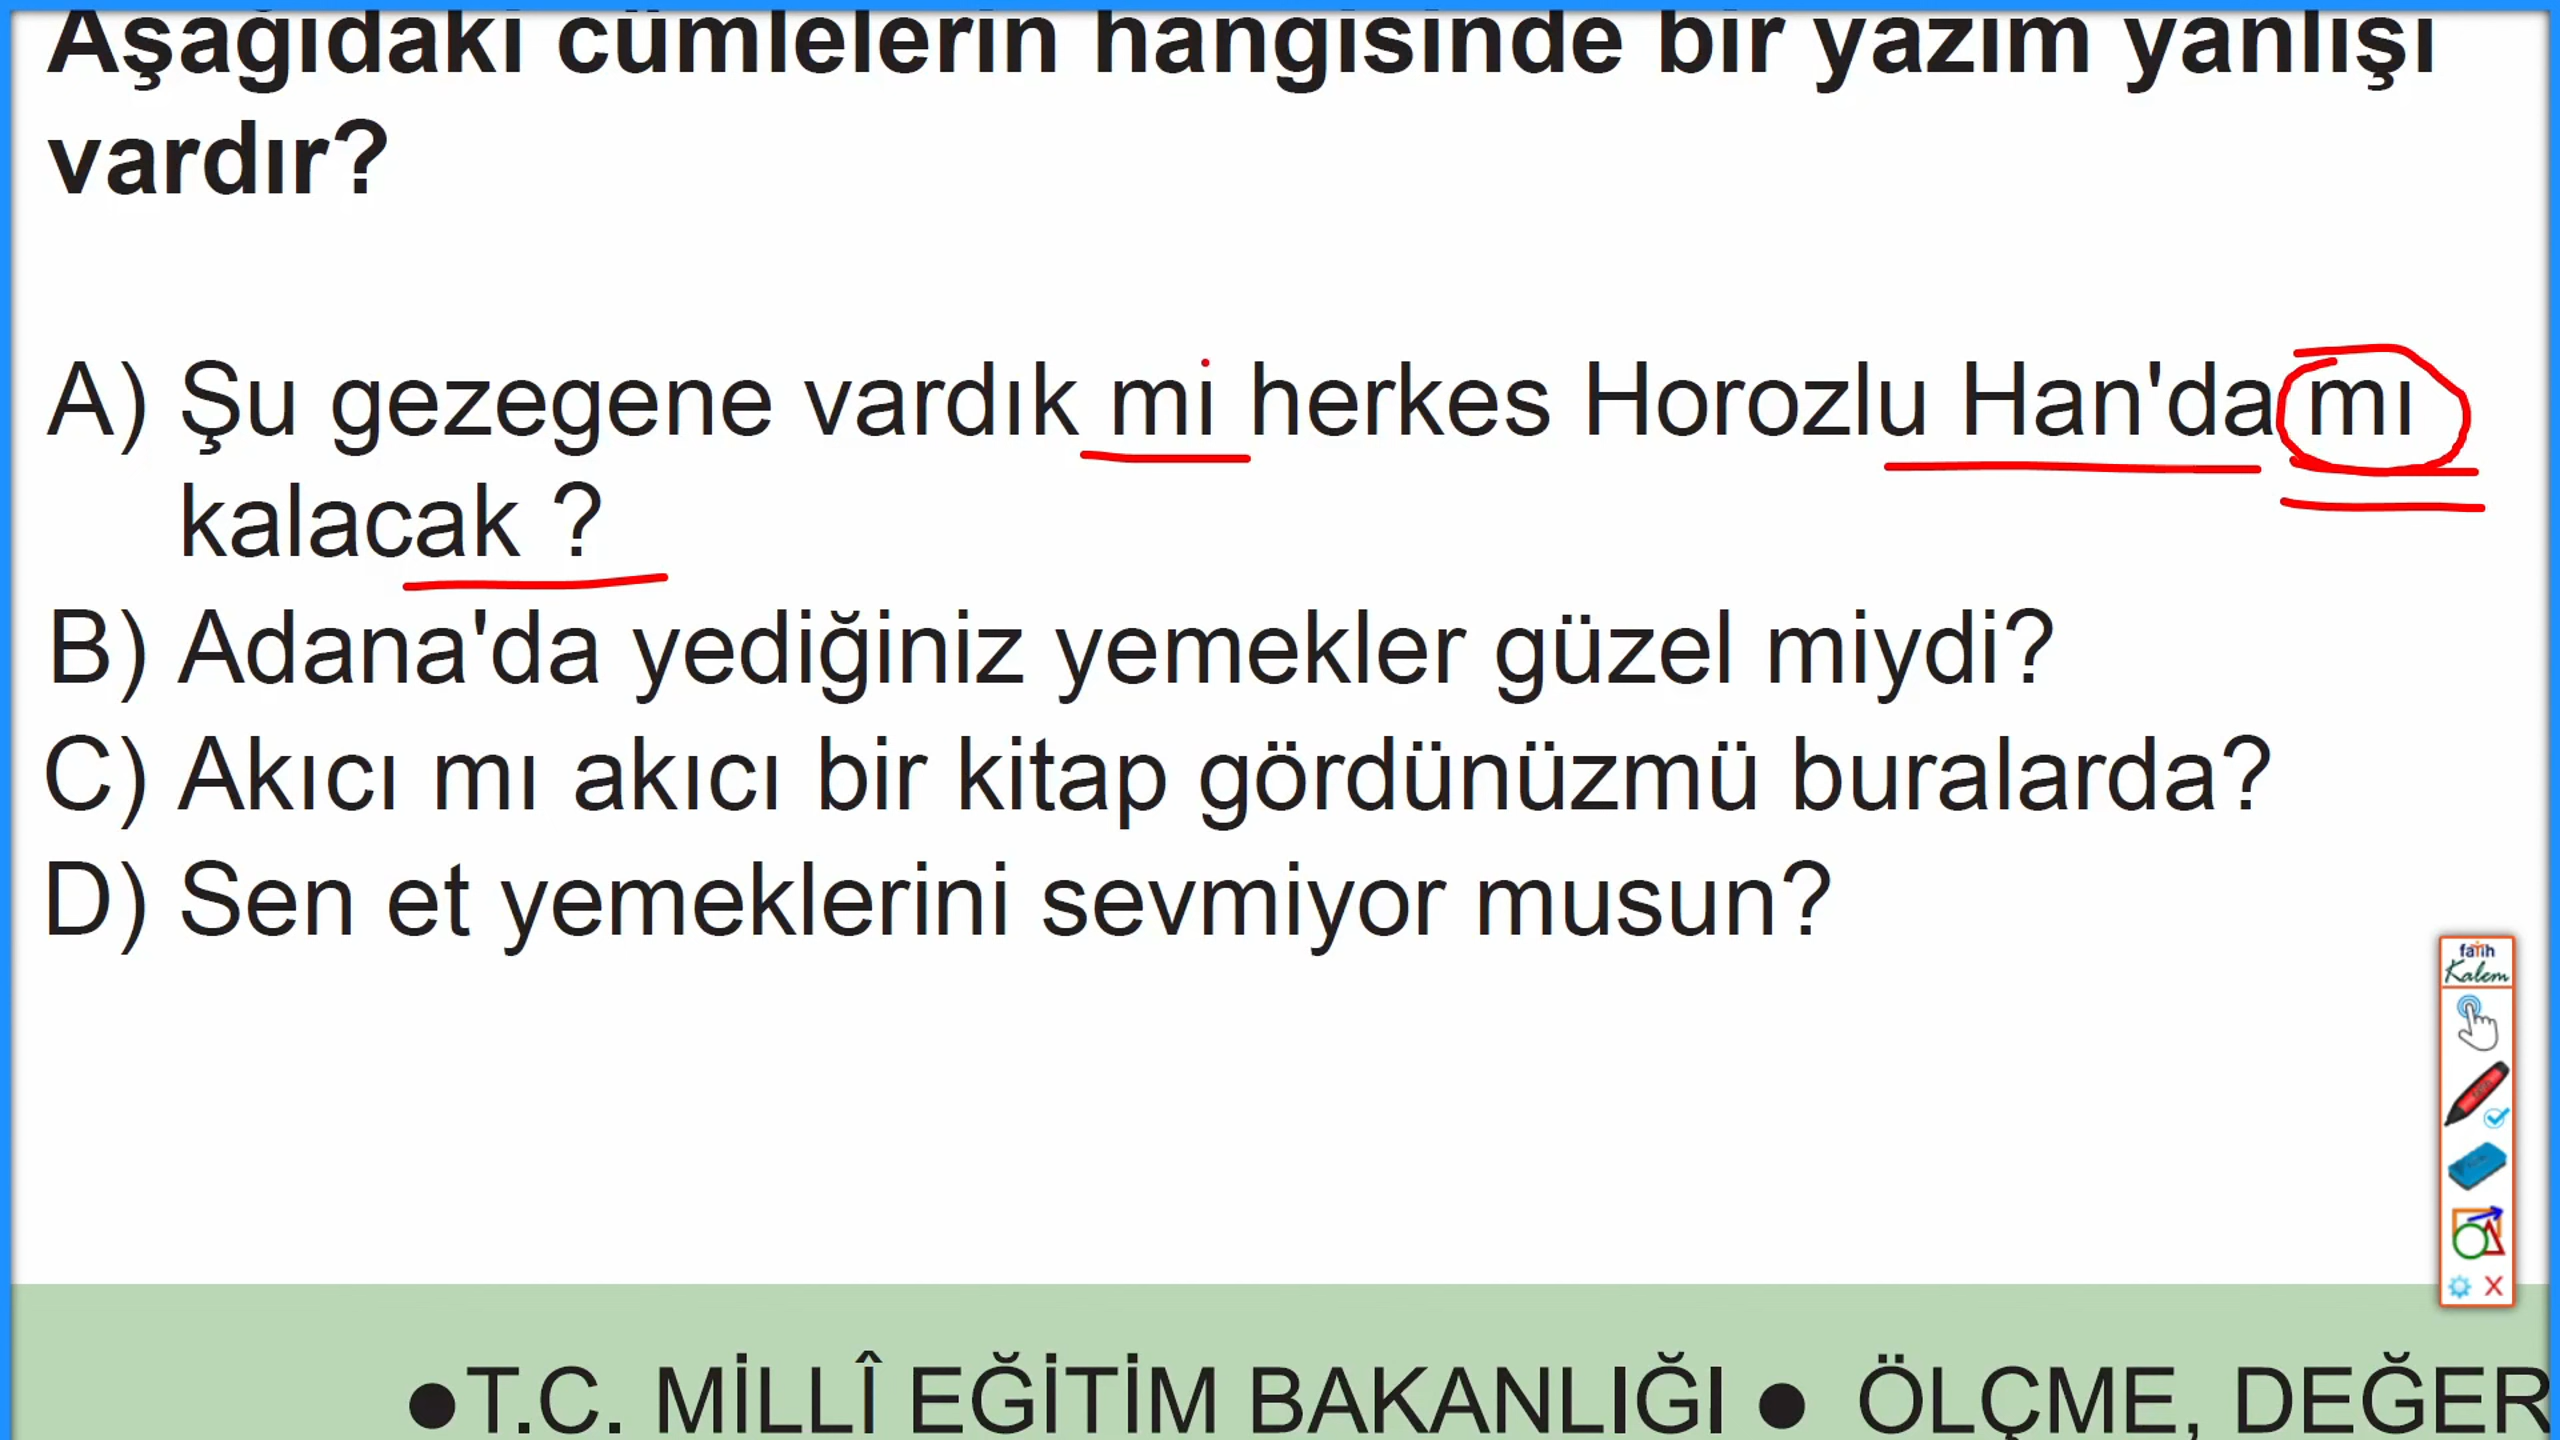 Aşağıdaki cümlelerin hangisinde bir yazım yanlışı
vardır?
A) Şu gezegene vardık mı herkes Horozlu Han'da mı
kalacak ?
B) Adana'da yediğiniz yemekler güzel miydi?
C) Akıcı mı akıcı bir kitap gördünüzmü buralarda?
D) Sen et yemeklerini sevmiyor musun?
fatih
Kalem
●T.C. MİLLÎ EĞİTİM BAKANLIĞI ● ÖLÇME, DEĞER